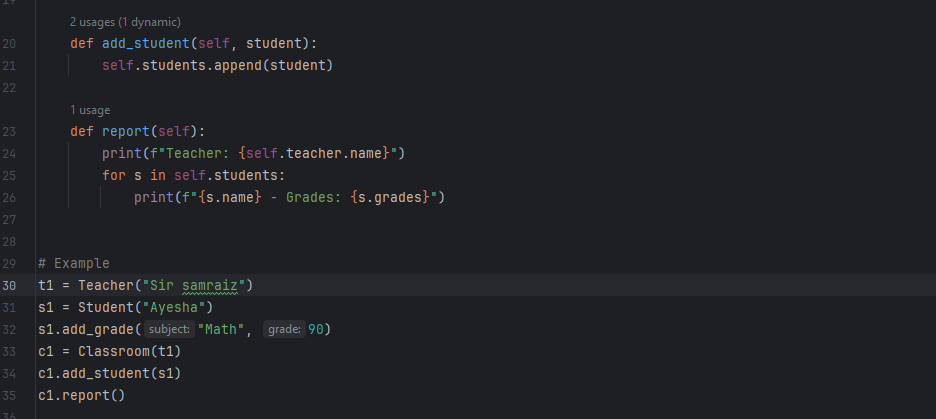 19
2 usages (1 dynamic)
20 def add_student(self, student):
21 self.students.append(student)
22
1 usage
23 def report(self):
24 print(f"Teacher: {self.teacher.name}")
25 for s in self.students:
26 print(f"{s.name} - Grades: {s.grades}")
27
28
29 # Example
30 t1 = Teacher("Sir samraiz")
31 s1 = Student("Ayesha")
32 s1.add_grade( subject: "Math", grade: 90)
33 c1 = Classroom(t1)
34 c1.add_student(s1)
35 c1.report()
36